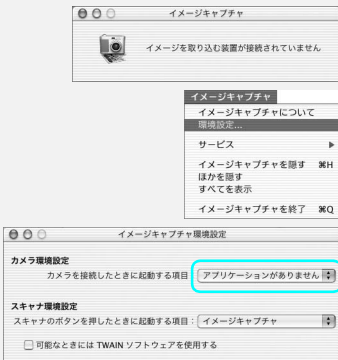 イメージキャプチャ
イメージを取り込む装置が接続されていません
イメージキャプチャ
イメージキャプチャについて
環境設定...
サービス ▶
イメージキャプチャを隠す ⌘H
ほかを隠す
すべてを表示
イメージキャプチャを終了 ⌘Q
イメージキャプチャ環境設定
カメラ環境設定
カメラを接続したときに起動する項目 アプリケーションがありません
スキャナ環境設定
スキャナのボタンを押したときに起動する項目： イメージキャプチャ
可能なときには TWAIN ソフトウェアを使用する